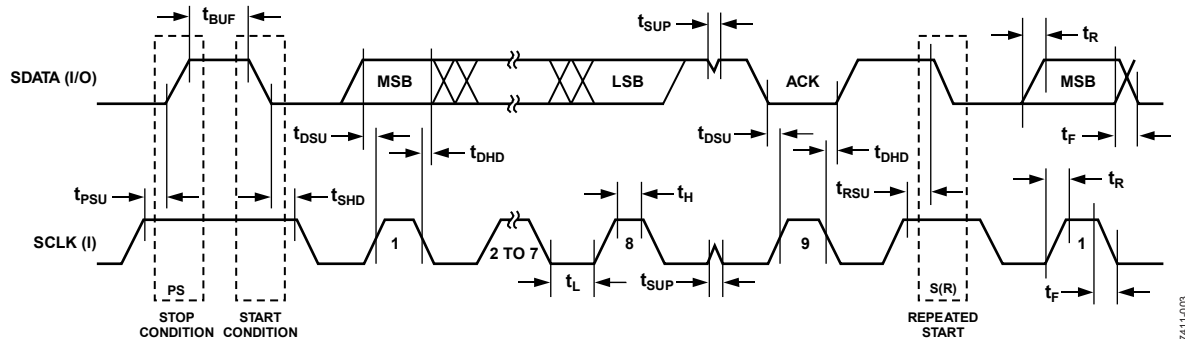 tBUF
tSUP
tR
SDATA (I/O)
MSB
LSB
ACK
MSB
tDSU
tDHD
tDSU
tDHD
tF
tPSU
tSHD
tH
tRSU
tR
SCLK (I)
1
2 TO 7
8
9
1
tL
tSUP
tF
PS
S(R)
STOP
CONDITION
START
CONDITION
REPEATED
START
7411-003